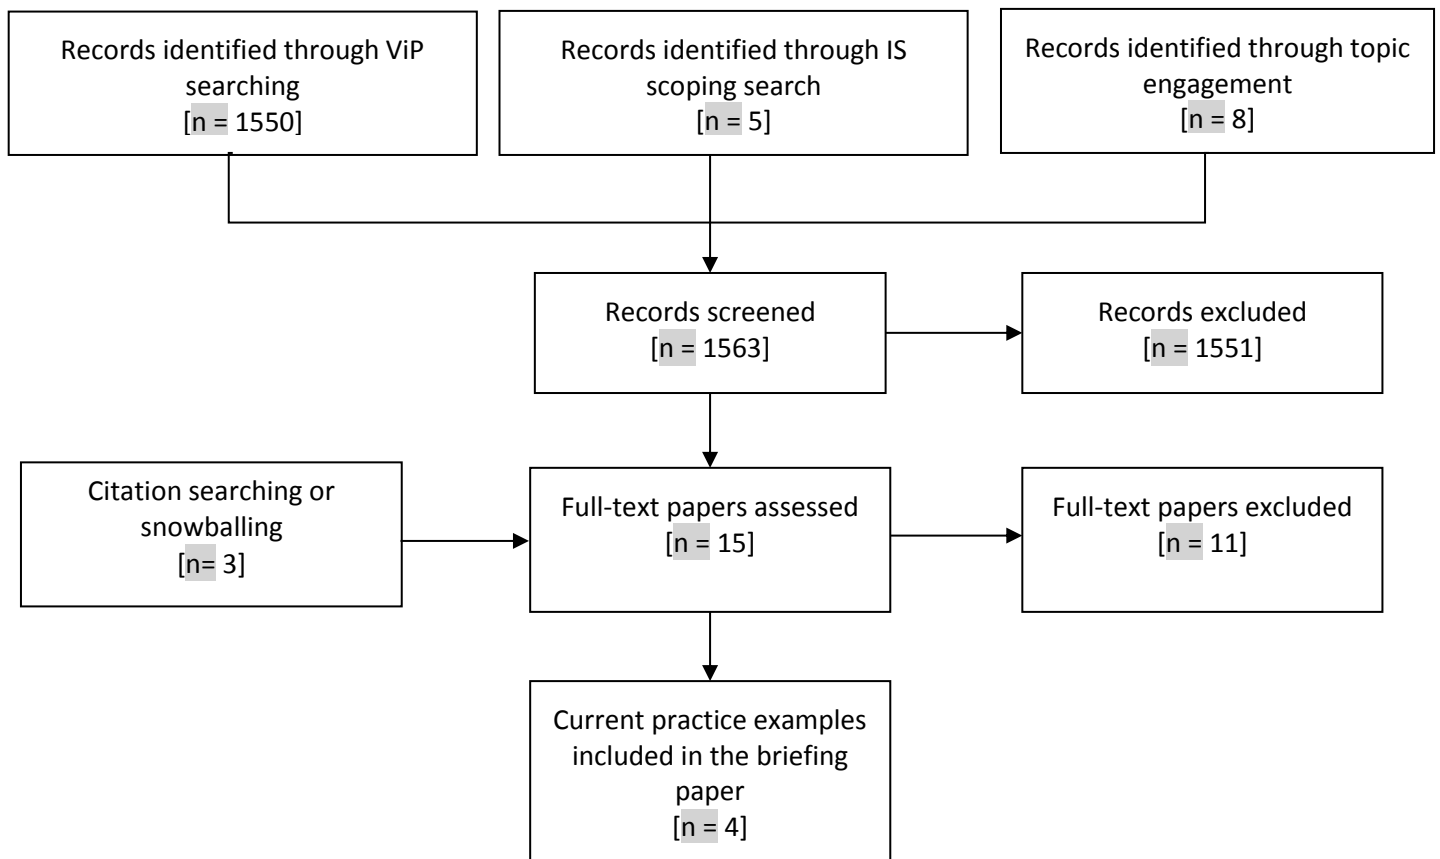 Records identified through ViP
searching
[n = 1550]
Records identified through IS
scoping search
[n = 5]
Records identified through topic
engagement
[n = 8]
Records screened
[n = 1563]
Records excluded
[n = 1551]
Citation searching or
snowballing
[n= 3]
Full-text papers assessed
[n = 15]
Full-text papers excluded
[n = 11]
Current practice examples
included in the briefing
paper
[n = 4]